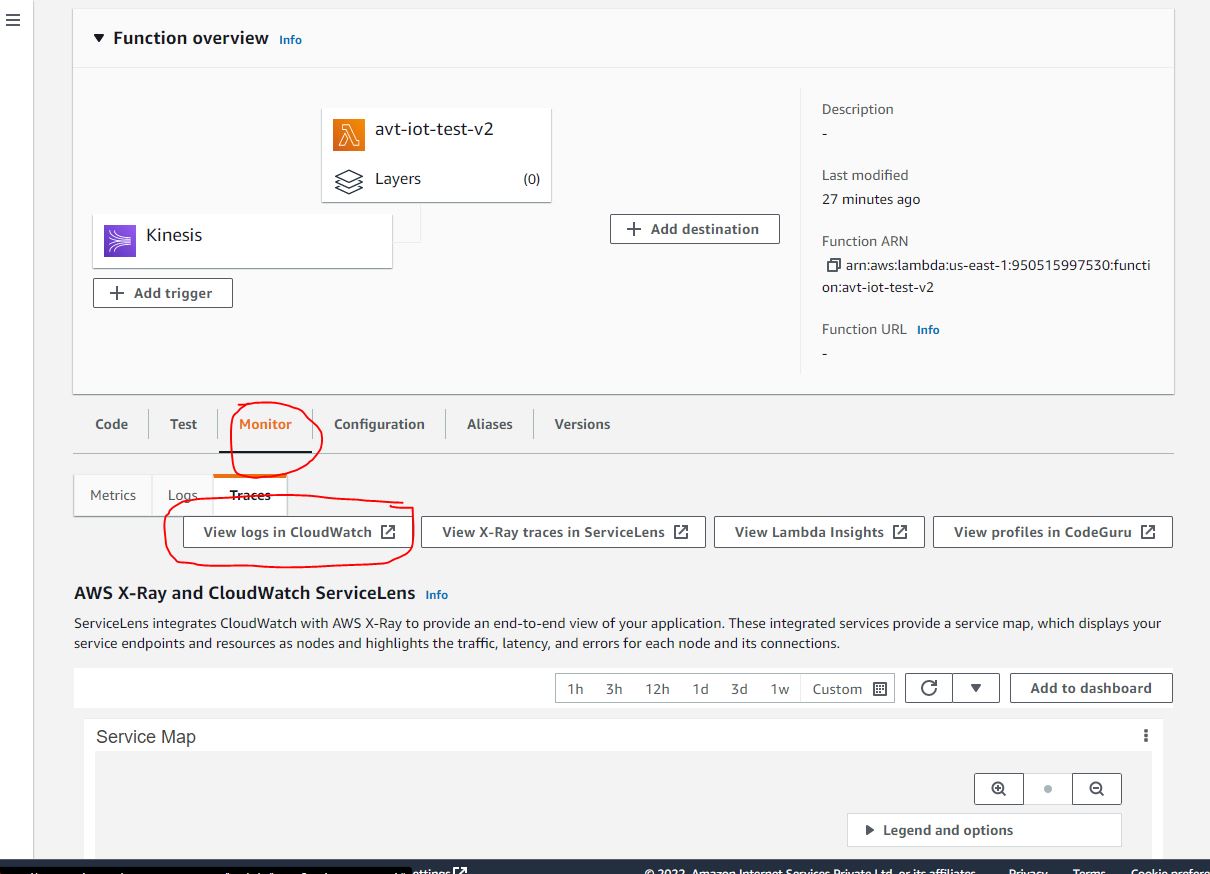 Function overview Info
avt-iot-test-v2
Layers (0)
Kinesis
Add trigger
Add destination
Description
-
Last modified
27 minutes ago
Function ARN
arn:aws:lambda:us-east-1:950515997530:functi
on:avt-iot-test-v2
Function URL Info
-
Code Test Monitor Configuration Aliases Versions
Metrics Logs Traces
View logs in CloudWatch View X-Ray traces in ServiceLens View Lambda Insights View profiles in CodeGuru
AWS X-Ray and CloudWatch ServiceLens Info
ServiceLens integrates CloudWatch with AWS X-Ray to provide an end-to-end view of your application. These integrated services provide a service map, which displays your
service endpoints and resources as nodes and highlights the traffic, latency, and errors for each node and its connections.
1h 3h 12h 1d 3d 1w Custom Add to dashboard
Service Map
Legend and options
© 2022, Amazon Internet Services Private Ltd. or its affiliates. Privacy Terms